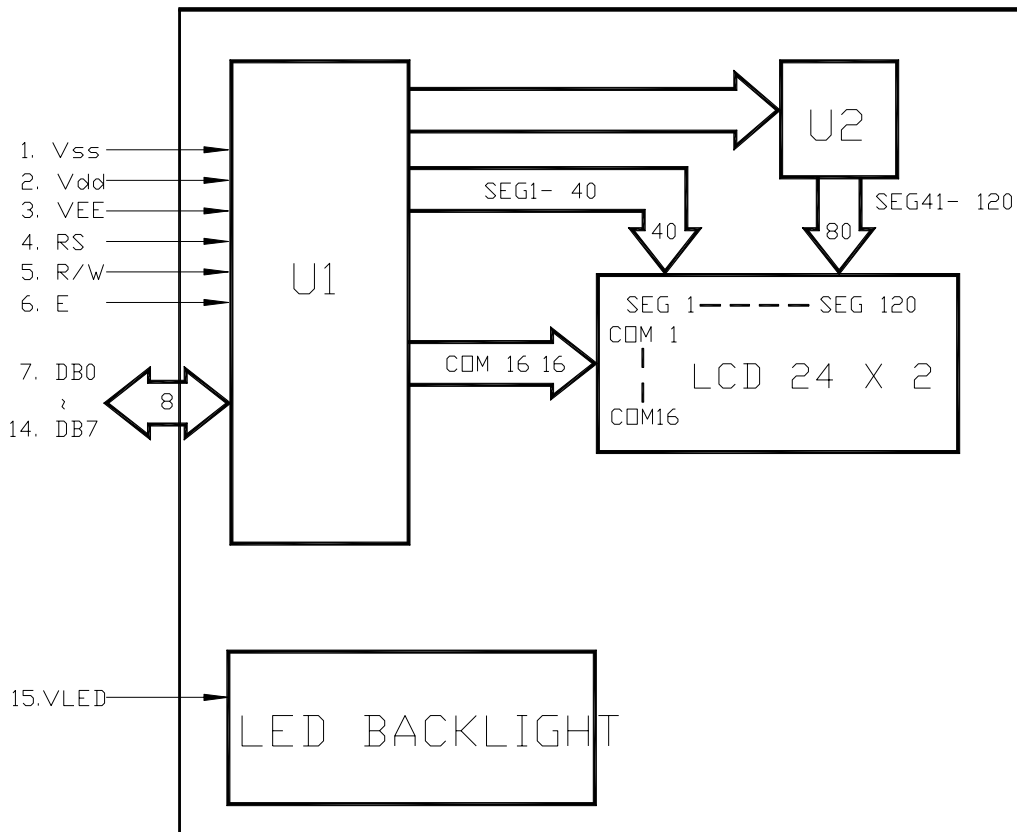 1. Vss
2. Vdd
3. VEE
4. RS
5. R/W
6. E
7. DB0
~
14. DB7
8
U1
U2
SEG1- 40
40
SEG41- 120
80
COM 16 16
SEG 1 — — — — — SEG 120
COM 1
COM16
LCD 24 X 2
15.VLED
LED BACKLIGHT